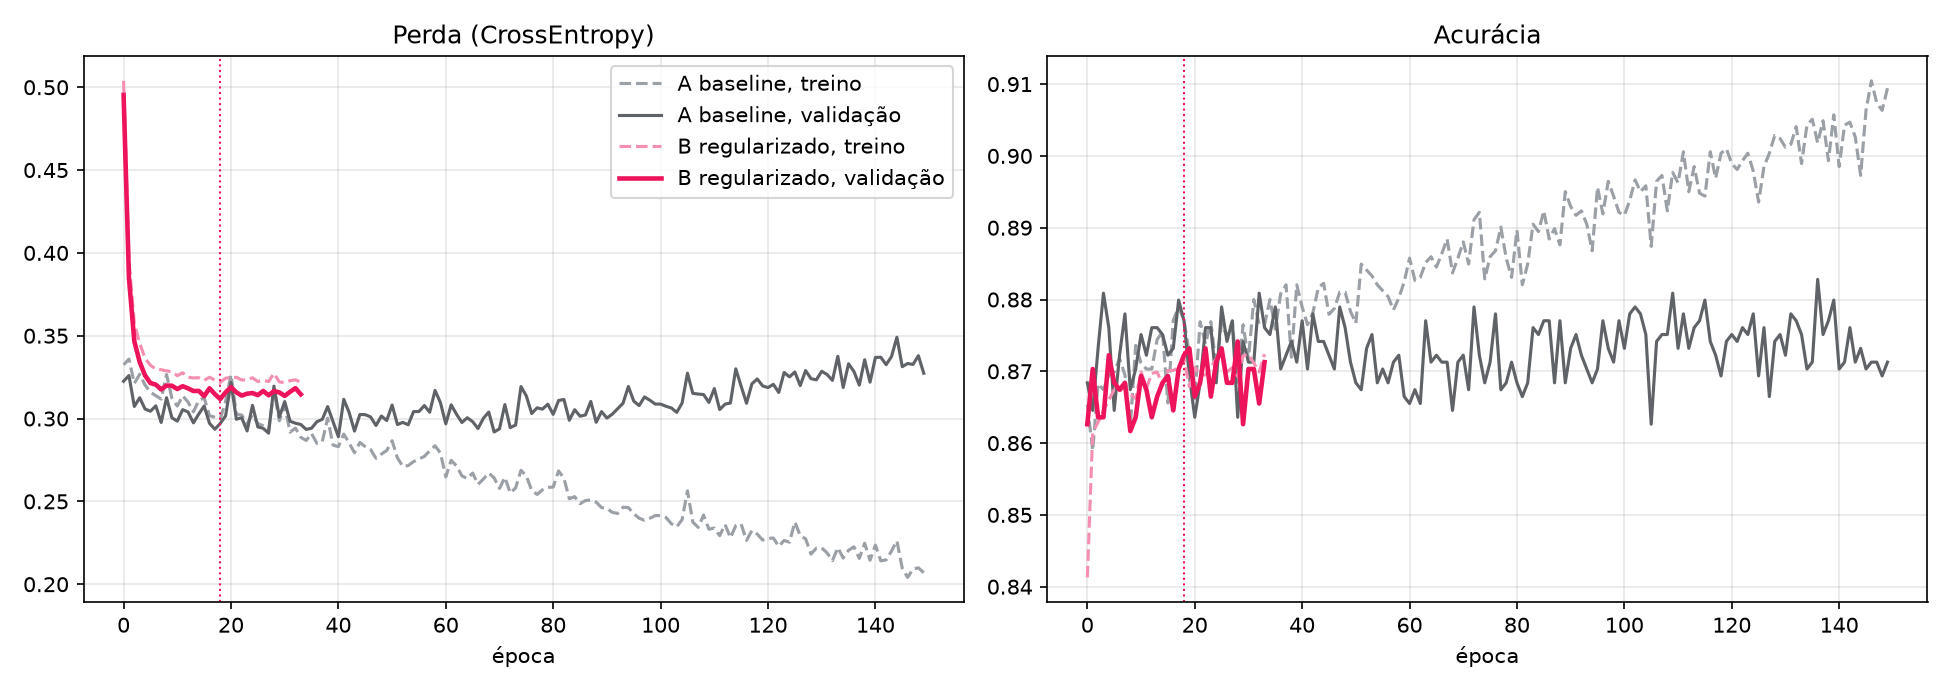 Perda (CrossEntropy)
0.50
0.45
0.40
0.35
0.30
0.25
0.20
0 20 40 60 80 100 120 140
época
A baseline, treino
A baseline, validação
B regularizado, treino
B regularizado, validação
Acurácia
0.91
0.90
0.89
0.88
0.87
0.86
0.85
0.84
0 20 40 60 80 100 120 140
época